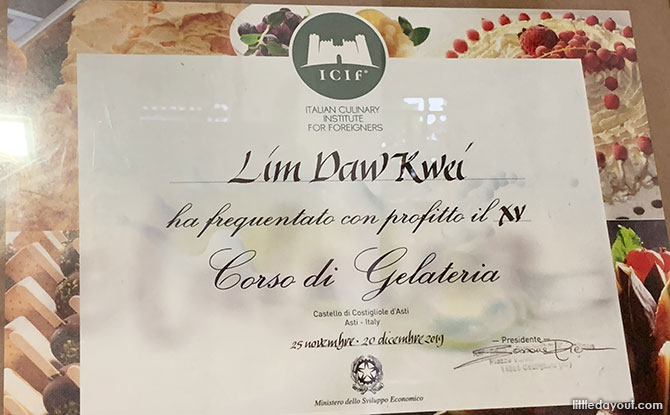 ICIF®
ITALIAN CULINARY
INSTITUTE
FOR FOREIGNERS
Lim Daw Kwei
ha frequentato con profitto il XV
Corso di Gelateria
Castello di Costigliole d'Asti
Asti - Italy
25 novembre - 20 dicembre 2019
Presidente
Ministero dello Sviluppo Economico
littledayout.com